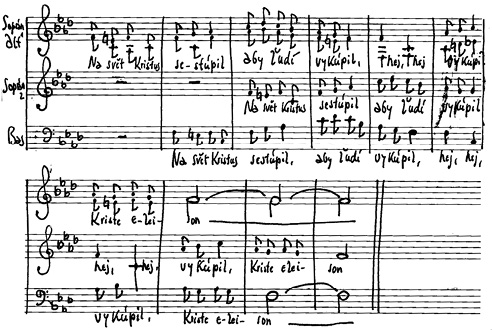 Soprán Alt
Na svět Kristus se-stúpil aby ľudí vykúpil, hej, hej vykúpil
Soprán 2
Na svět Kristus sestúpil aby ľudí vykúpil
Bas
Na svět Kristus sestúpil, aby ľudí vykúpil, hej, hej,
Kriste e-lei- son
hej, hej, vykúpil, Kriste elei- son
vykúpil, Kriste e-lei- son